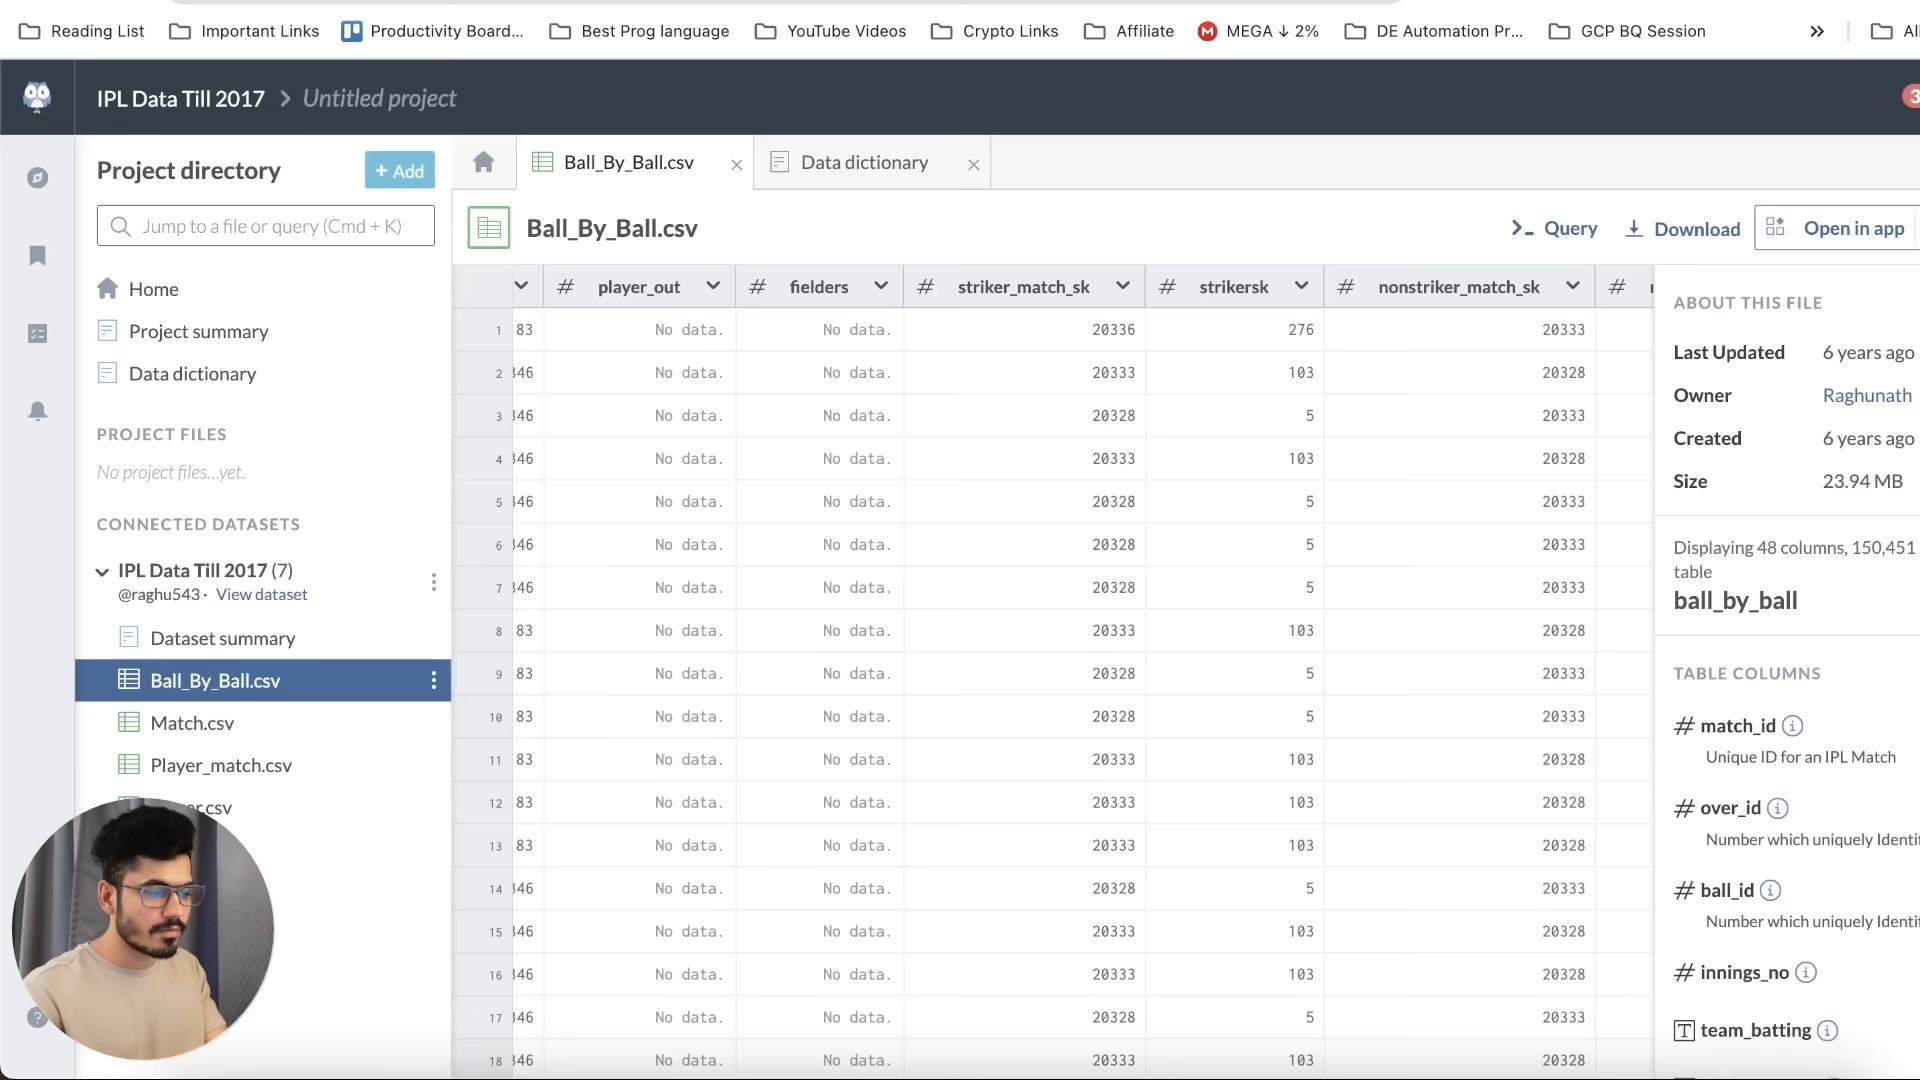 Reading List
Important Links
Productivity Board...
Best Prog language
YouTube Videos
Crypto Links
Affiliate
MEGA ↓ 2%
DE Automation Pr...
GCP BQ Session
IPL Data Till 2017 > Untitled project
3
Project directory
+ Add
Jump to a file or query (Cmd + K)
Home
Project summary
Data dictionary
PROJECT FILES
No project files...yet.
CONNECTED DATASETS
IPL Data Till 2017 (7)
@raghu543 · View dataset
Dataset summary
Ball_By_Ball.csv
Match.csv
Player_match.csv
Ball_By_Ball.csv
Data dictionary
Ball_By_Ball.csv
Query
Download
Open in app
# player_out # fielders # striker_match_sk # strikersk # nonstriker_match_sk #
1 83 No data. No data. 20336 276 20333
2 346 No data. No data. 20333 103 20328
3 346 No data. No data. 20328 5 20333
4 346 No data. No data. 20333 103 20328
5 346 No data. No data. 20328 5 20333
6 346 No data. No data. 20328 5 20333
7 346 No data. No data. 20328 5 20333
8 83 No data. No data. 20333 103 20328
9 83 No data. No data. 20328 5 20333
10 83 No data. No data. 20328 5 20333
11 83 No data. No data. 20333 103 20328
12 83 No data. No data. 20333 103 20328
13 83 No data. No data. 20333 103 20328
14 346 No data. No data. 20328 5 20333
15 346 No data. No data. 20333 103 20328
16 346 No data. No data. 20333 103 20328
17 346 No data. No data. 20328 5 20333
18 346 No data. No data. 20333 103 20328
ABOUT THIS FILE
Last Updated 6 years ago
Owner Raghunath
Created 6 years ago
Size 23.94 MB
Displaying 48 columns, 150,451
table
ball_by_ball
TABLE COLUMNS
# match_id
Unique ID for an IPL Match
# over_id
Number which uniquely
# ball_id
Number which uniquely
# innings_no
T team_batting